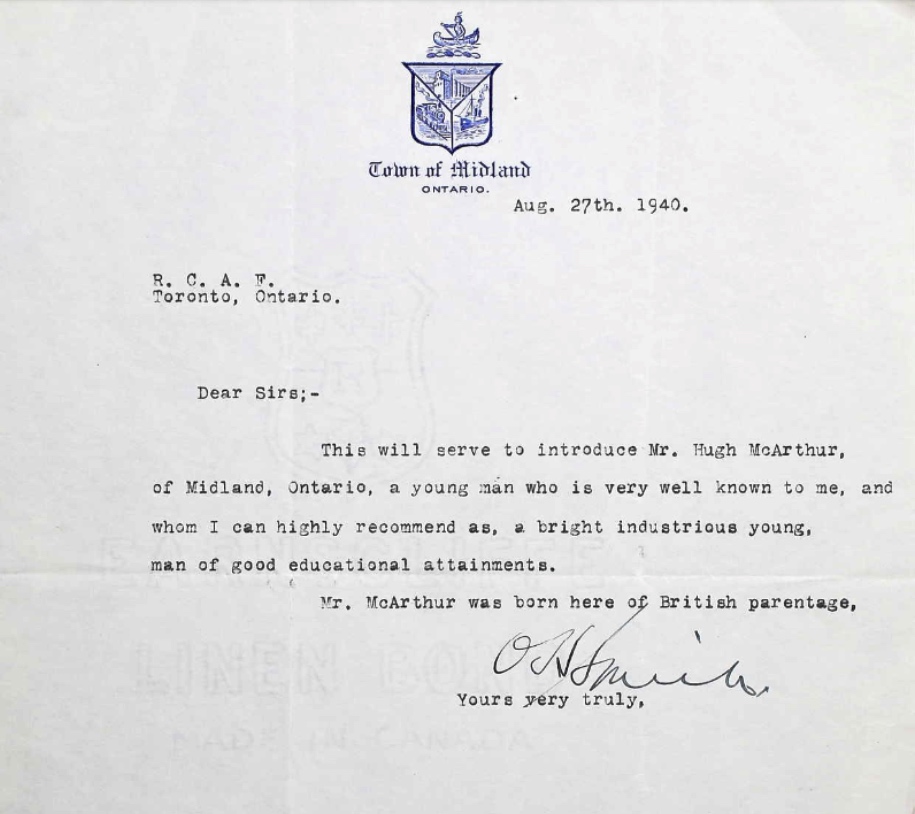 Town of Midland
ONTARIO.
Aug. 27th. 1940.
R. C. A. F.
Toronto, Ontario.
Dear Sirs;-
This will serve to introduce Mr. Hugh McArthur,
of Midland, Ontario, a young man who is very well known to me, and
whom I can highly recommend as, a bright industrious young,
man of good educational attainments.
Mr. McArthur was born here of British parentage,
O H Smith.
Yours very truly,
LINEN BOND